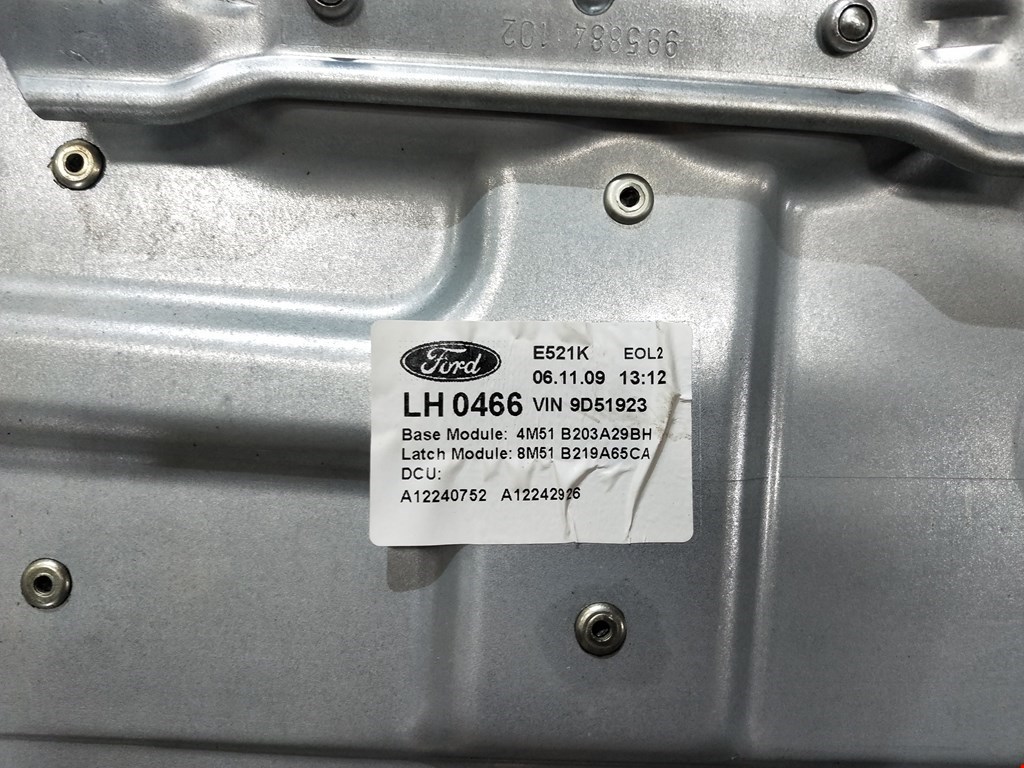 995884 102
Ford
E521K EOL2
06.11.09 13:12
LH 0466 VIN 9D51923
Base Module: 4M51 B203A29BH
Latch Module: 8M51 B219A65CA
DCU:
A12240752 A12242926